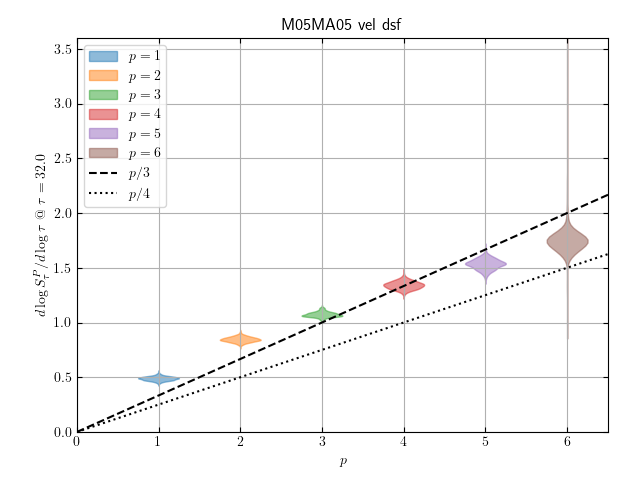 M05MA05 vel dsf
d log S_τ^P / d log τ @ τ = 32.0
3.5
3.0
2.5
2.0
1.5
1.0
0.5
0.0
p = 1
p = 2
p = 3
p = 4
p = 5
p = 6
p/3
p/4
0 1 2 3 4 5 6
p